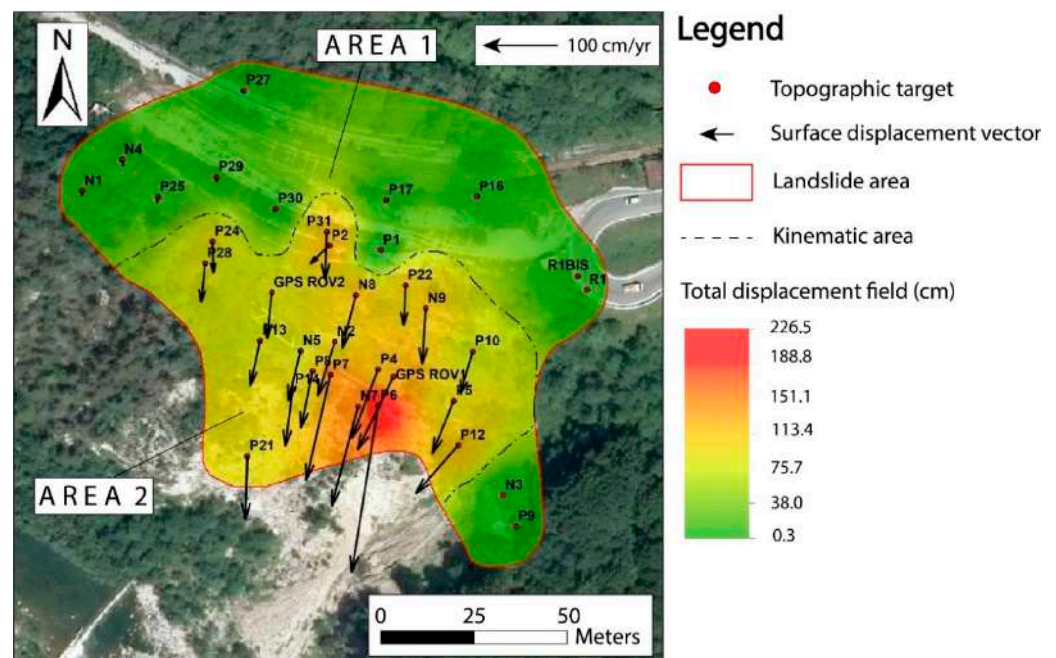 N
AREA 1
100 cm/yr
P27
N4
N1
P29
P25
P30
P17
P16
P31
P2
P1
P24
P28
R1BIS
R1
GPS ROV2
N8
P22
N9
N2
P10
N5
P8
P7
P4
GPS ROV1
P14
N7
P6
P12
P21
AREA 2
N3
P9
0 25 50
Meters
Legend
Topographic target
Surface displacement vector
Landslide area
Kinematic area
Total displacement field (cm)
226.5
188.8
151.1
113.4
75.7
38.0
0.3